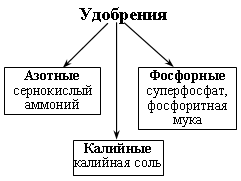 Удобрения
Азотные
сернокислый
аммоний
Фосфорные
суперфосфат,
фосфоритная
мука
Калийные
калийная соль